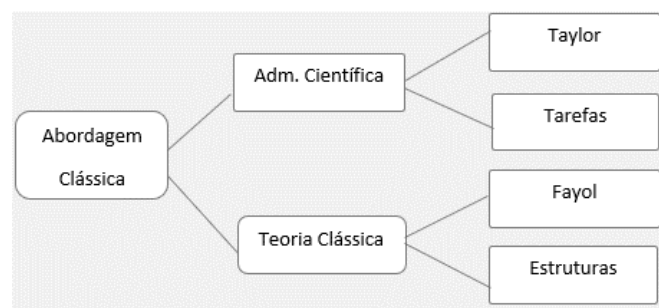 Abordagem
Clássica
Adm. Científica
Taylor
Tarefas
Teoria Clássica
Fayol
Estruturas